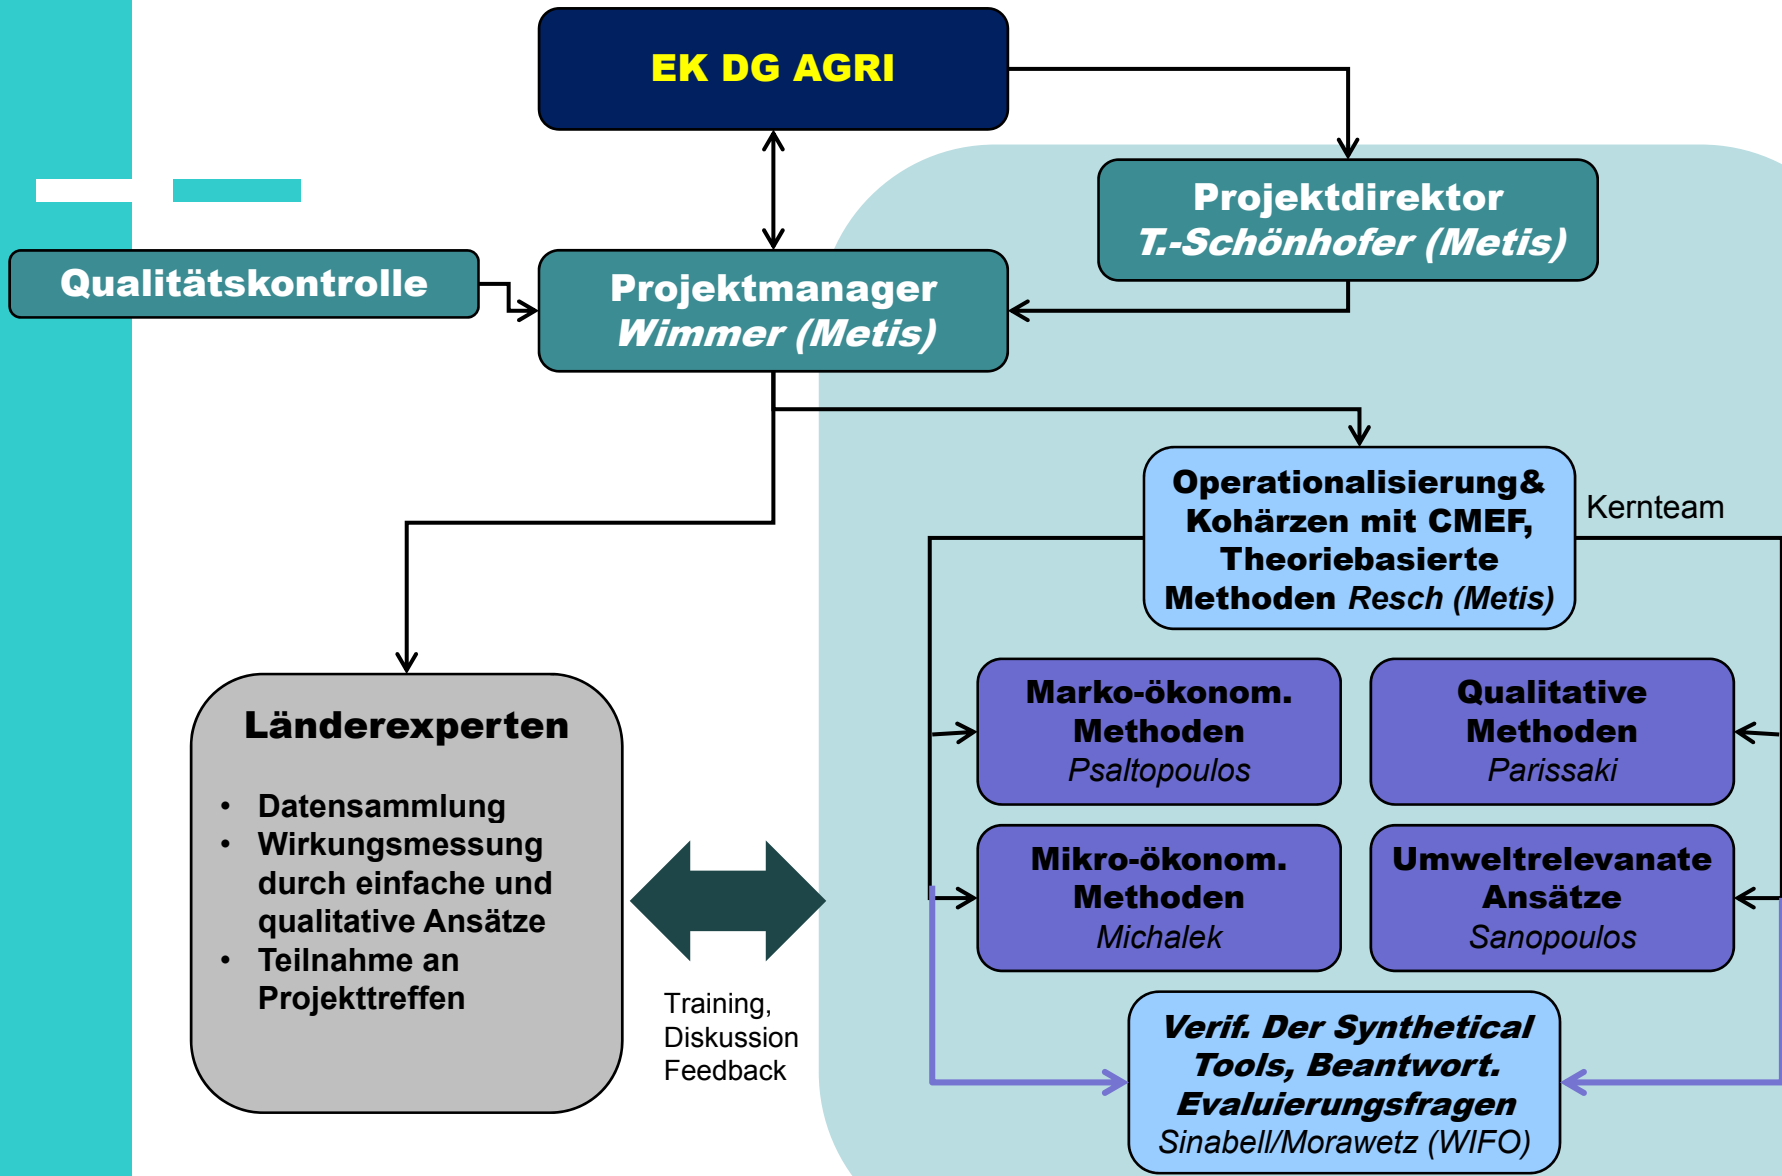 EK DG AGRI
Projektdirektor
T.-Schönhofer (Metis)
Qualitätskontrolle
Projektmanager
Wimmer (Metis)
Operationalisierung&
Kohärzen mit CMEF,
Theoriebasierte
Methoden Resch (Metis)
Kernteam
Marko-ökonom.
Methoden
Psaltopoulos
Qualitative
Methoden
Parissaki
Länderexperten
• Datensammlung
• Wirkungsmessung
durch einfache und
qualitative Ansätze
• Teilnahme an
Projekttreffen
Mikro-ökonom.
Methoden
Michalek
Umweltrelevanate
Ansätze
Sanopoulos
Training,
Diskussion
Feedback
Verif. Der Synthetical
Tools, Beantwort.
Evaluierungsfragen
Sinabell/Morawetz (WIFO)